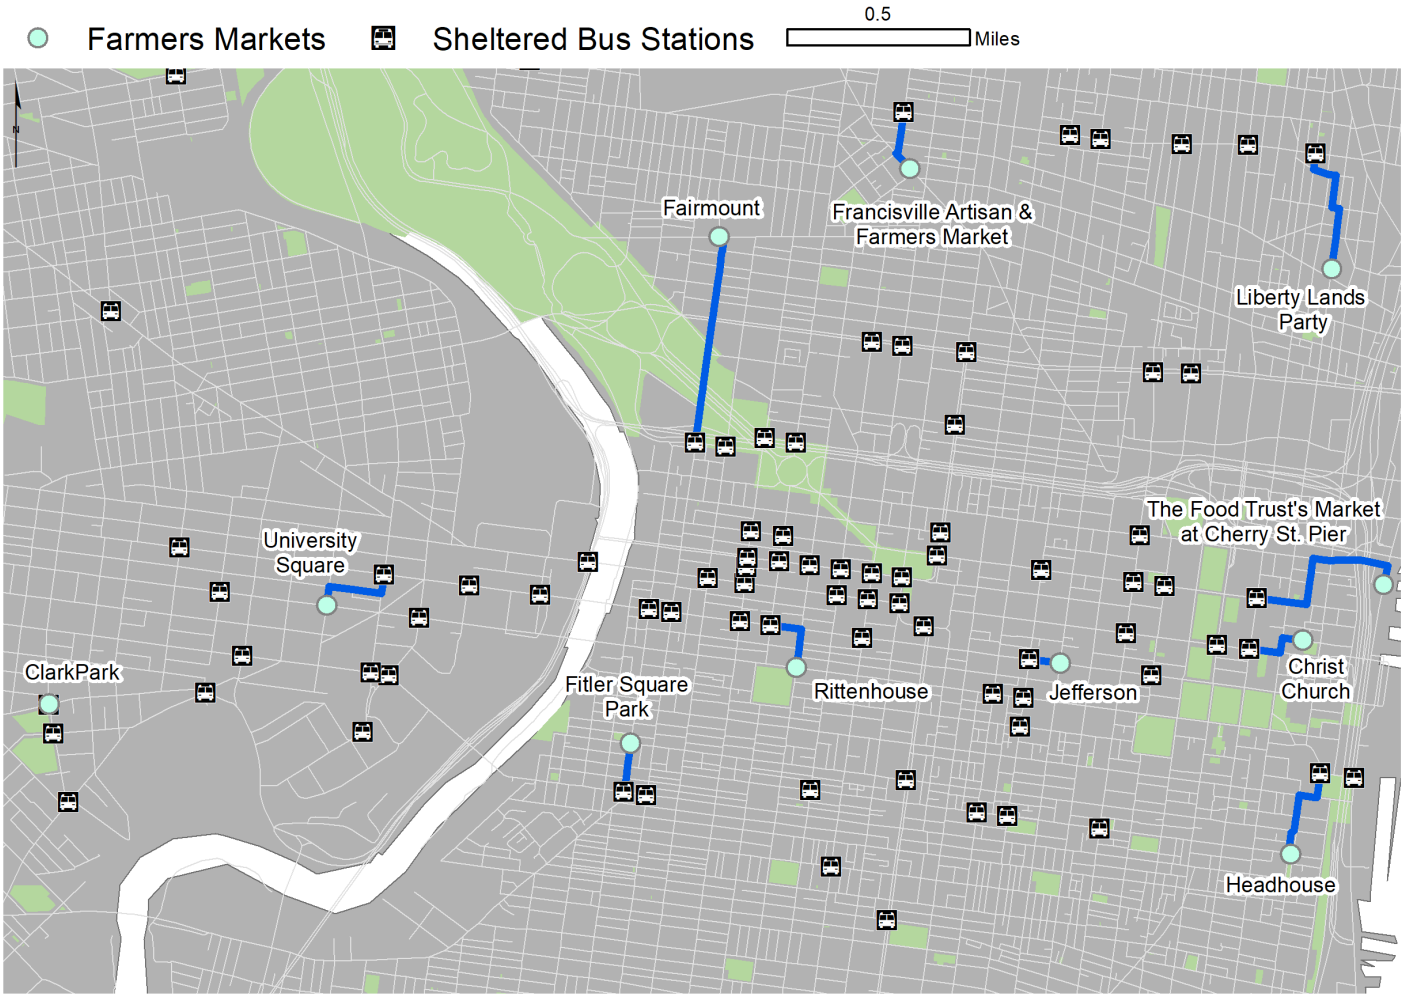 0.5
Farmers Markets
Sheltered Bus Stations
Miles
N
Fairmount
Francisville Artisan &
Farmers Market
Liberty Lands
Party
The Food Trust's Market
at Cherry St. Pier
University
Square
ClarkPark
Fitler Square
Park
Rittenhouse
Jefferson
Christ
Church
Headhouse